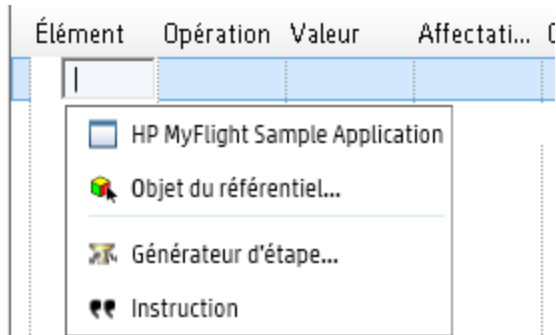 Élément Opération Valeur Affectati...
HP MyFlight Sample Application
Objet du référentiel...
Générateur d'étape...
Instruction